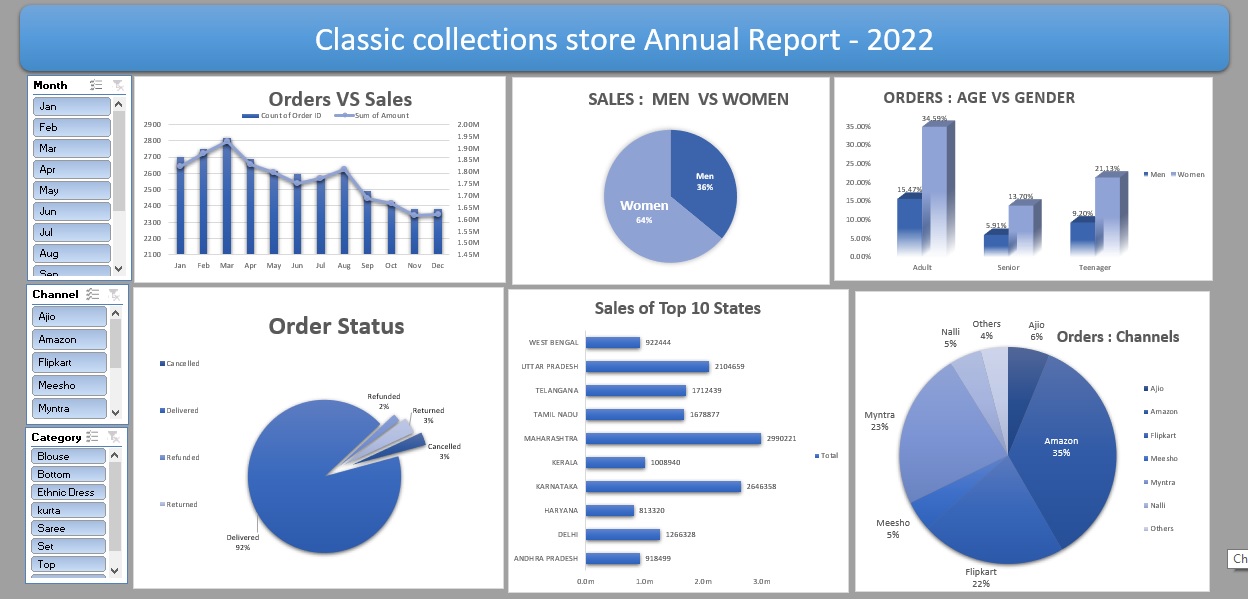 Classic collections store Annual Report - 2022
Month
Jan
Feb
Mar
Apr
May
Jun
Jul
Aug
Sep
Channel
Ajio
Amazon
Flipkart
Meesho
Myntra
Category
Blouse
Bottom
Ethnic Dress
kurta
Saree
Set
Top
Orders VS Sales
Count of Order ID Sum of Amount
2900
2800
2700
2600
2500
2400
2300
2200
2100
2.00M
1.95M
1.90M
1.85M
1.80M
1.75M
1.70M
1.65M
1.60M
1.55M
1.50M
1.45M
Jan Feb Mar Apr May Jun Jul Aug Sep Oct Nov Dec
SALES : MEN VS WOMEN
Men
36%
Women
64%
ORDERS : AGE VS GENDER
35.00%
30.00%
25.00%
20.00%
15.00%
10.00%
5.00%
0.00%
15.47%
34.59%
5.91%
13.70%
9.20%
21.13%
Adult Senior Teenager
Men Women
Order Status
Cancelled
Delivered
Refunded
Returned
Refunded
2%
Returned
3%
Cancelled
3%
Delivered
92%
Sales of Top 10 States
WEST BENGAL 922444
UTTAR PRADESH 2104659
TELANGANA 1712439
TAMIL NADU 1678877
MAHARASHTRA 2990221
KERALA 1008940
KARNATAKA 2646358
HARYANA 813320
DELHI 1266328
ANDHRA PRADESH 918499
0.0m 1.0m 2.0m 3.0m
Total
Orders : Channels
Ajio
6%
Amazon
35%
Flipkart
22%
Meesho
5%
Myntra
23%
Nalli
5%
Others
4%
Ajio
Amazon
Flipkart
Meesho
Myntra
Nalli
Others
Ch